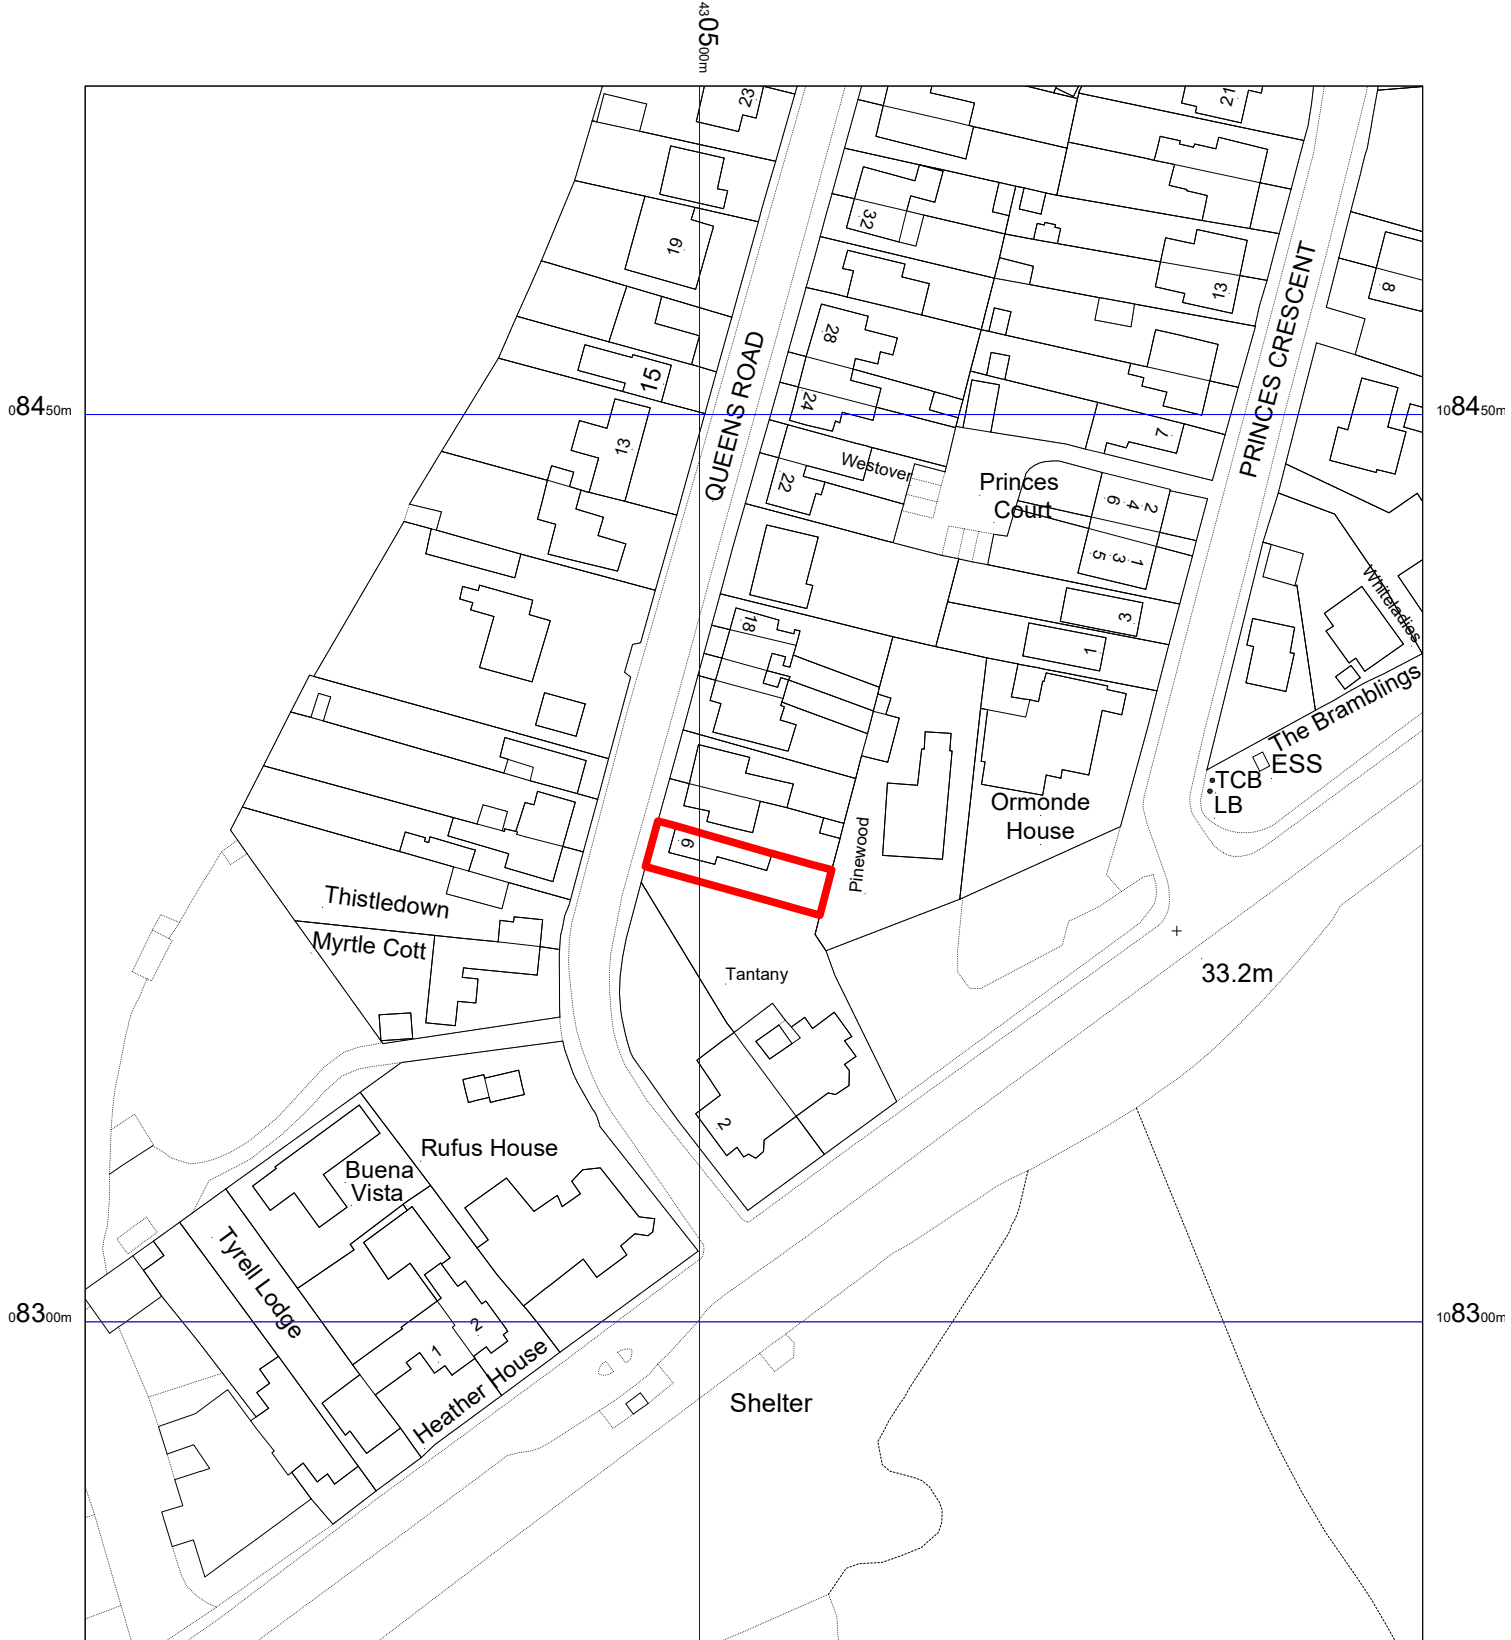 4305 00m
23
21
32
19
13
8
28
QUEENS ROAD
PRINCES CRESCENT
15
24
08450m
108450m
13
7
Westover
22
Princes
Court
2
4
6
1
3
5
Whiteladies
3
18
1
The Bramblings
ESS
TCB
LB
Ormonde
House
Pinewood
6
Thistledown
Myrtle Cott
Tantany
33.2m
2
Rufus House
Buena
Vista
Tyrell Lodge
08300m
108300m
2
1
Heather House
Shelter